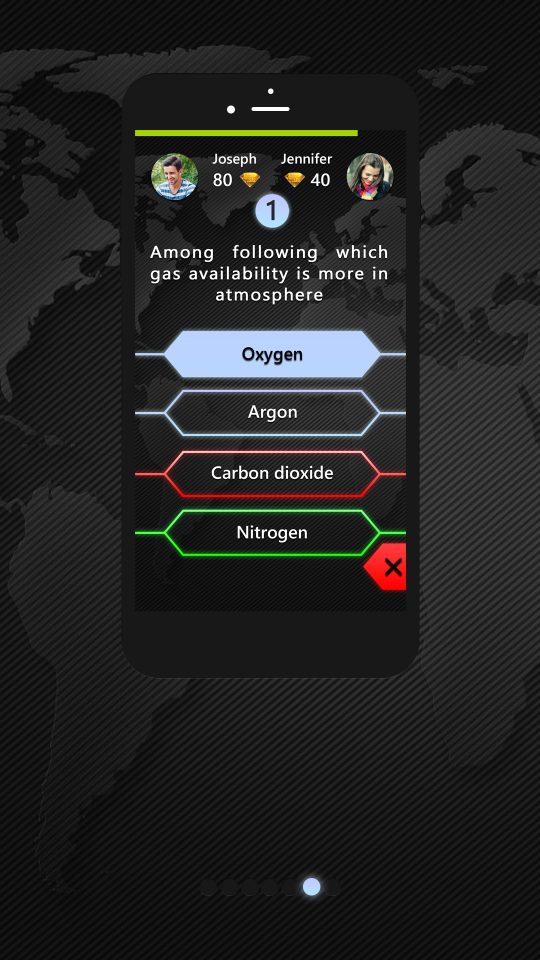 Joseph Jennifer
80 40
1
Among following which
gas availability is more in
atmosphere
Oxygen
Argon
Carbon dioxide
Nitrogen